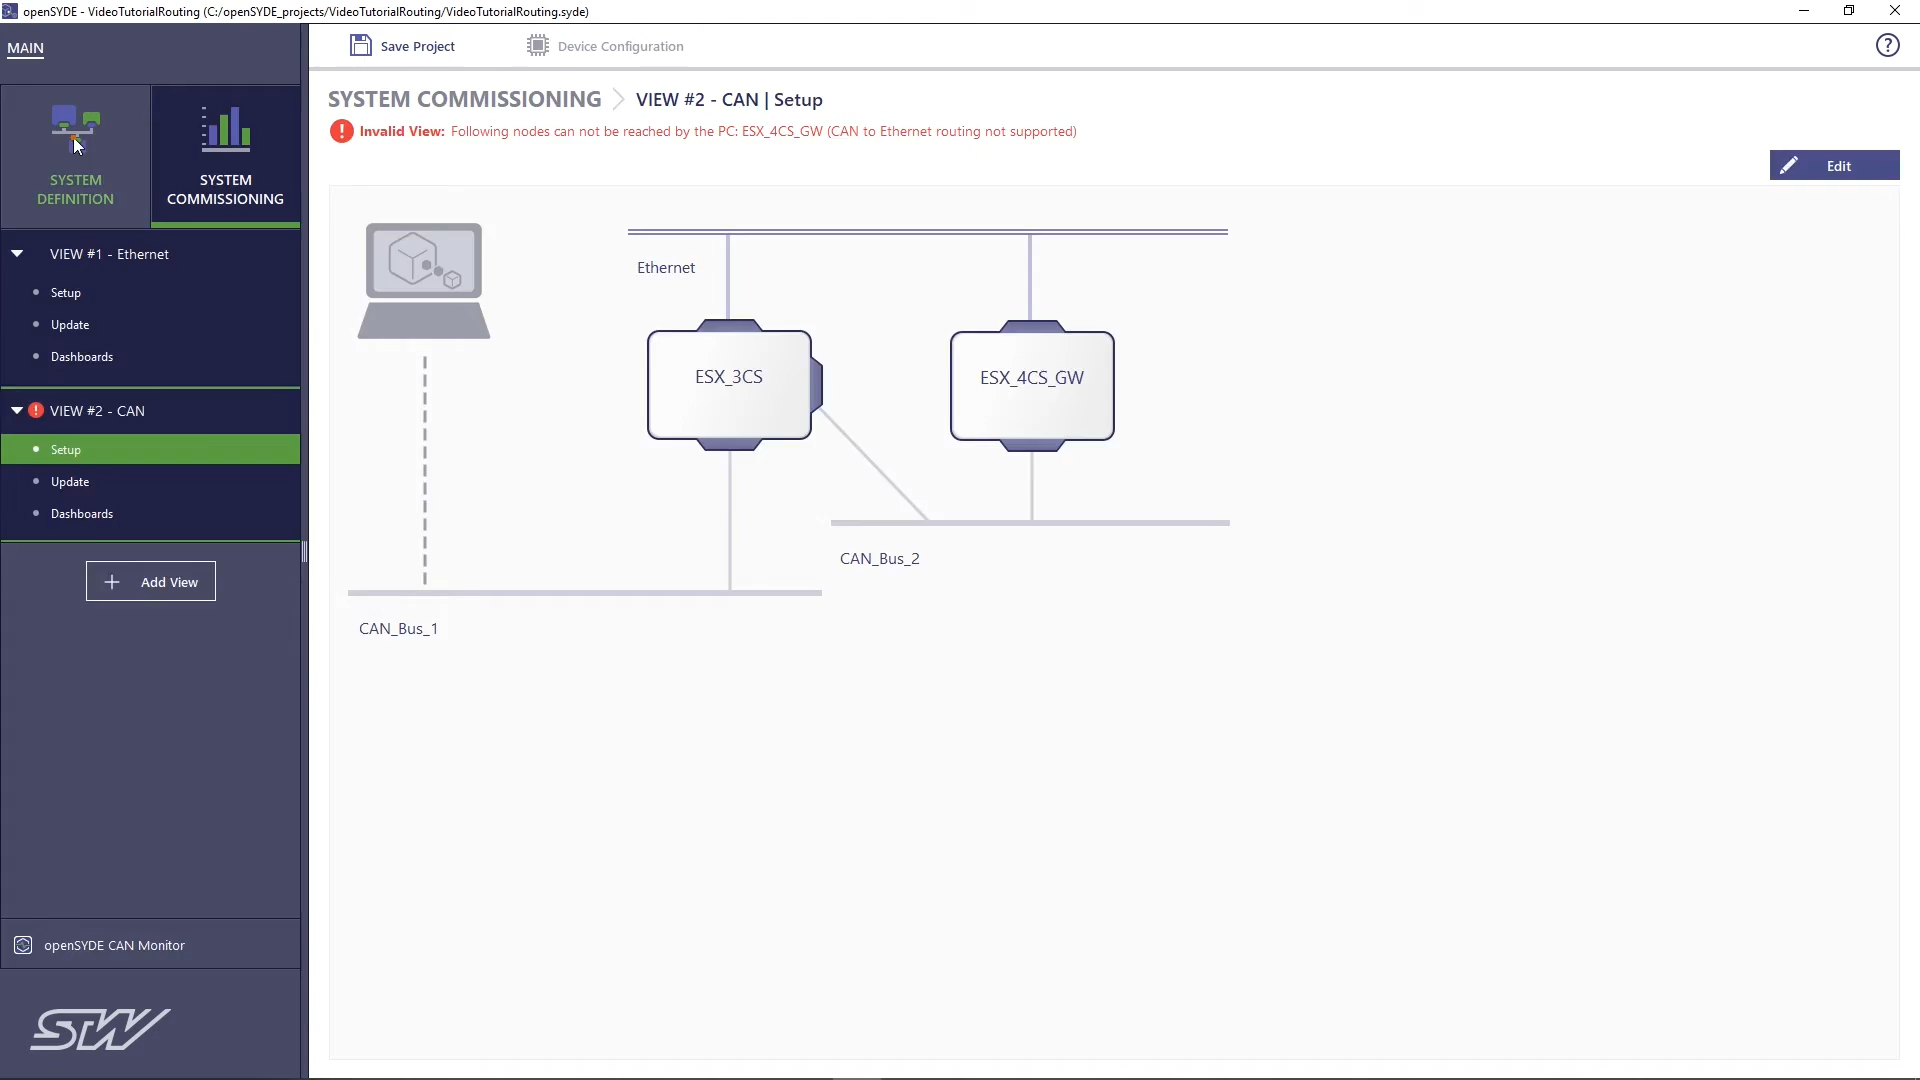 openSYDE - VideoTutorialRouting (C:/openSYDE_projects/VideoTutorialRouting/VideoTutorialRouting.syde)
MAIN
Save Project
Device Configuration
?
SYSTEM DEFINITION
SYSTEM COMMISSIONING
SYSTEM COMMISSIONING
VIEW #2 - CAN | Setup
! Invalid View: Following nodes can not be reached by the PC: ESX_4CS_GW (CAN to Ethernet routing not supported)
Edit
VIEW #1 - Ethernet
Setup
Update
Dashboards
! VIEW #2 - CAN
Setup
Update
Dashboards
Add View
Ethernet
ESX_3CS
ESX_4CS_GW
CAN_Bus_2
CAN_Bus_1
openSYDE CAN Monitor
STW